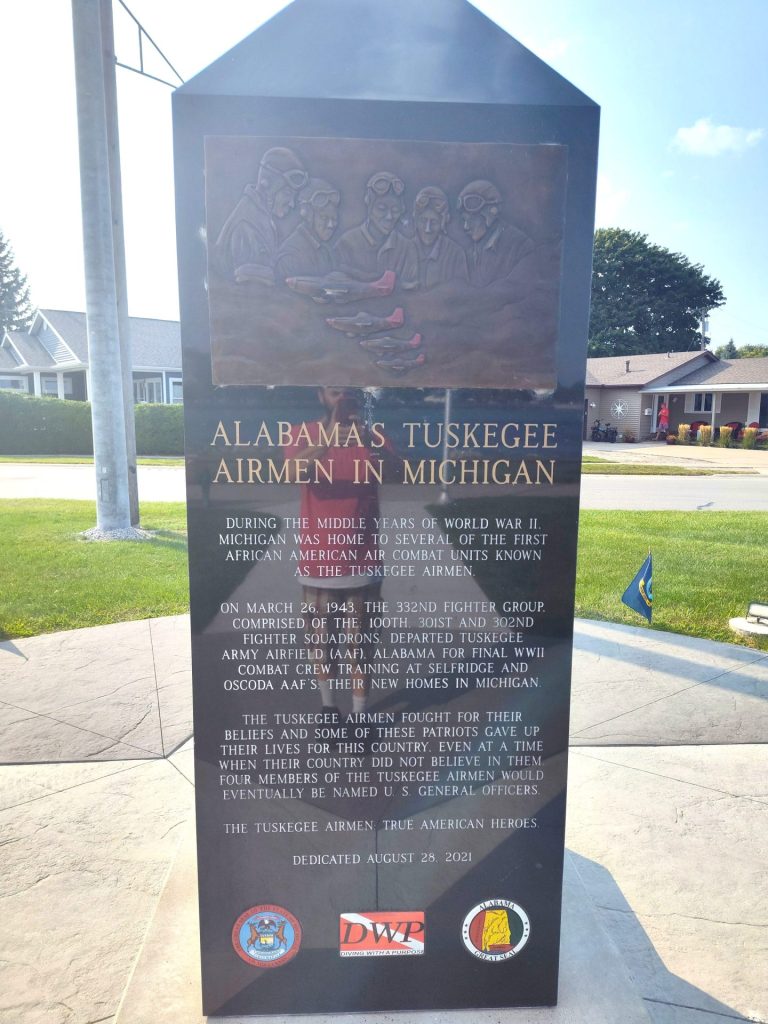 ALABAMA'S TUSKEGEE
AIRMEN IN MICHIGAN
DURING THE MIDDLE YEARS OF WORLD WAR II,
MICHIGAN WAS HOME TO SEVERAL OF THE FIRST
AFRICAN AMERICAN AIR COMBAT UNITS KNOWN
AS THE TUSKEGEE AIRMEN.
ON MARCH 26, 1943, THE 332ND FIGHTER GROUP,
COMPRISED OF THE: 100TH, 301ST AND 302ND
FIGHTER SQUADRONS, DEPARTED TUSKEGEE
ARMY AIRFIELD (AAF), ALABAMA FOR FINAL WWII
COMBAT CREW TRAINING AT SELFRIDGE AND
OSCODA AAF'S; THEIR NEW HOMES IN MICHIGAN.
THE TUSKEGEE AIRMEN FOUGHT FOR THEIR
BELIEFS AND SOME OF THESE PATRIOTS GAVE UP
THEIR LIVES FOR THIS COUNTRY, EVEN AT A TIME
WHEN THEIR COUNTRY DID NOT BELIEVE IN THEM
FOUR MEMBERS OF THE TUSKEGEE AIRMEN WOULD
EVENTUALLY BE NAMED U. S. GENERAL OFFICERS.
THE TUSKEGEE AIRMEN: TRUE AMERICAN HEROES.
DEDICATED AUGUST 28, 2021
DWP
DIVING WITH A PURPOSE
ALABAMA
GREAT SEAL